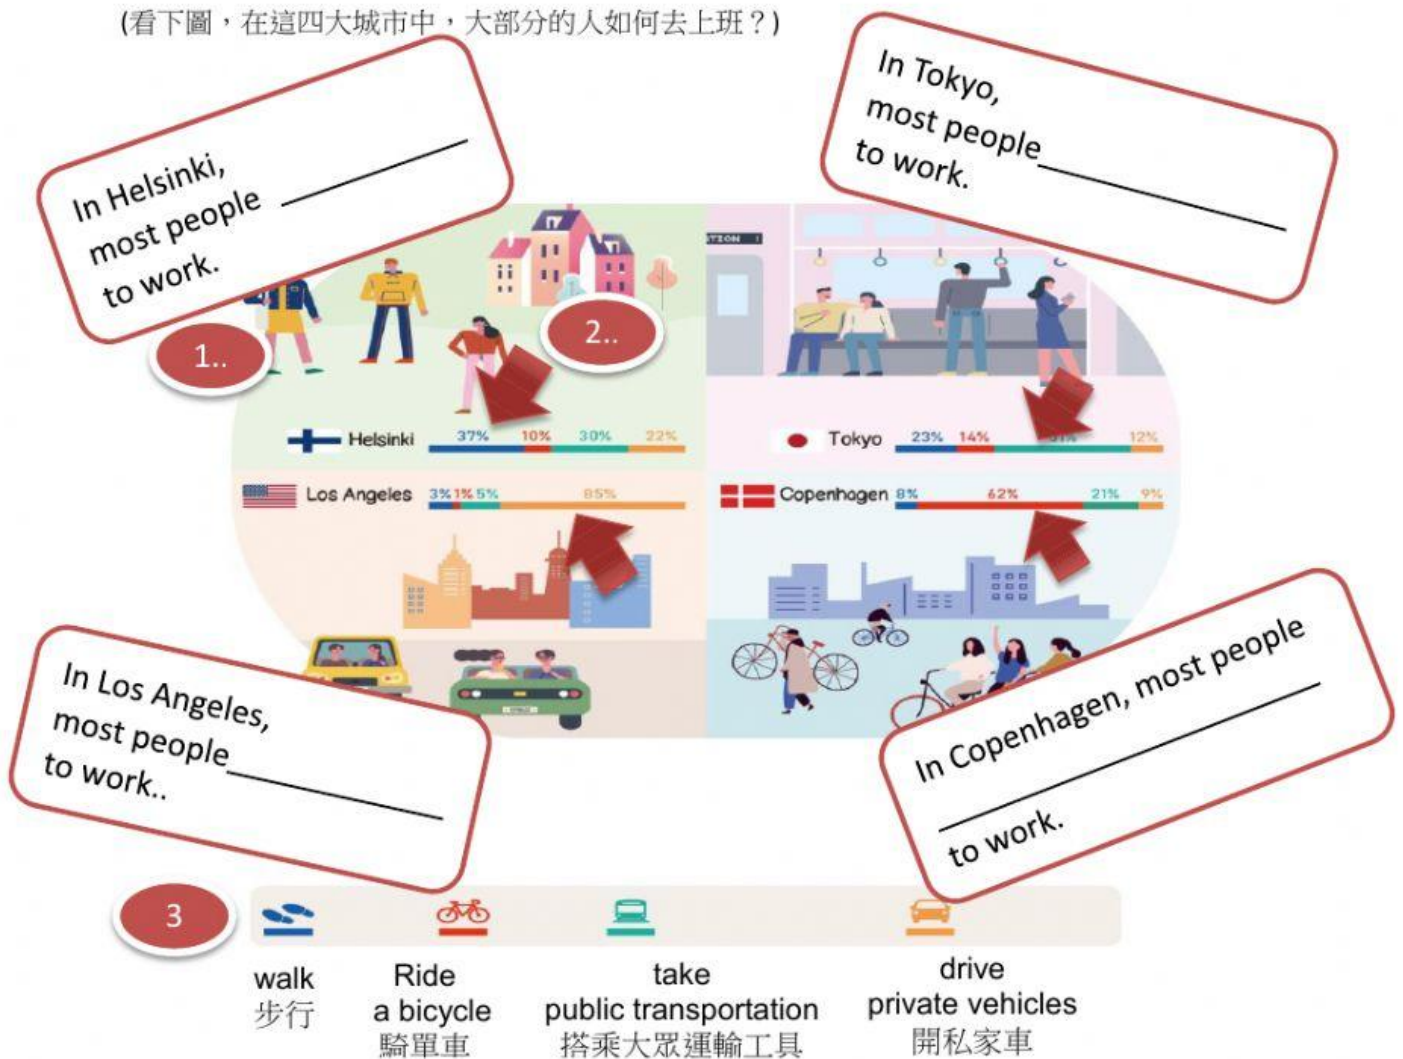 (看下圖，在這四大城市中，大部分的人如何去上班？)
In Helsinki,
most people ______________
to work.
In Tokyo,
most people______________
to work.
1..
2..
Helsinki 37% 10% 30% 22%
Tokyo 23% 14% 12%
Los Angeles 3% 1% 5% 85%
Copenhagen 8% 62% 21% 9%
In Los Angeles,
most people______________
to work..
In Copenhagen, most people
______________
to work.
3
walk
步行
Ride
a bicycle
騎單車
take
public transportation
搭乘大眾運輸工具
drive
private vehicles
開私家車